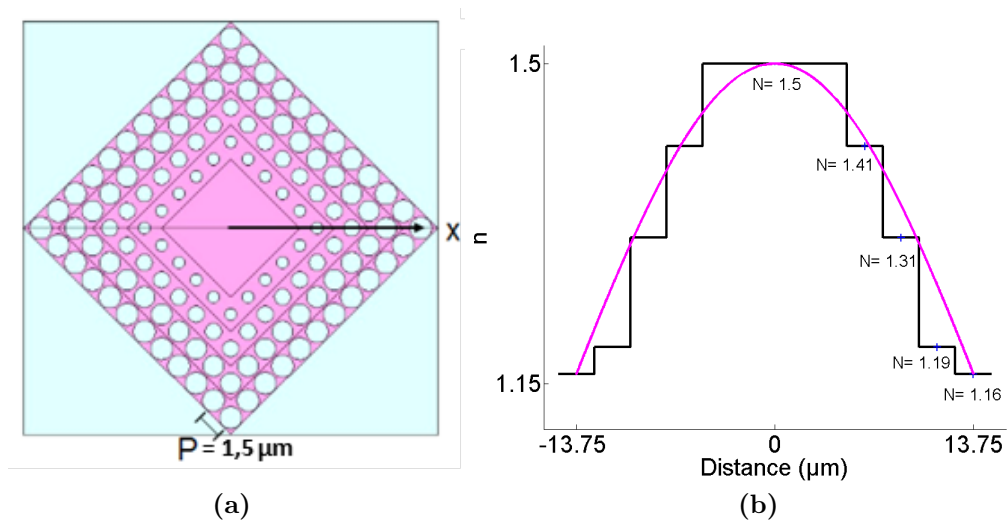 X
P = 1,5 µm
(a)
n
1.5
1.15
N= 1.5
N= 1.41
N= 1.31
N= 1.19
N= 1.16
-13.75
0
13.75
Distance (µm)
(b)